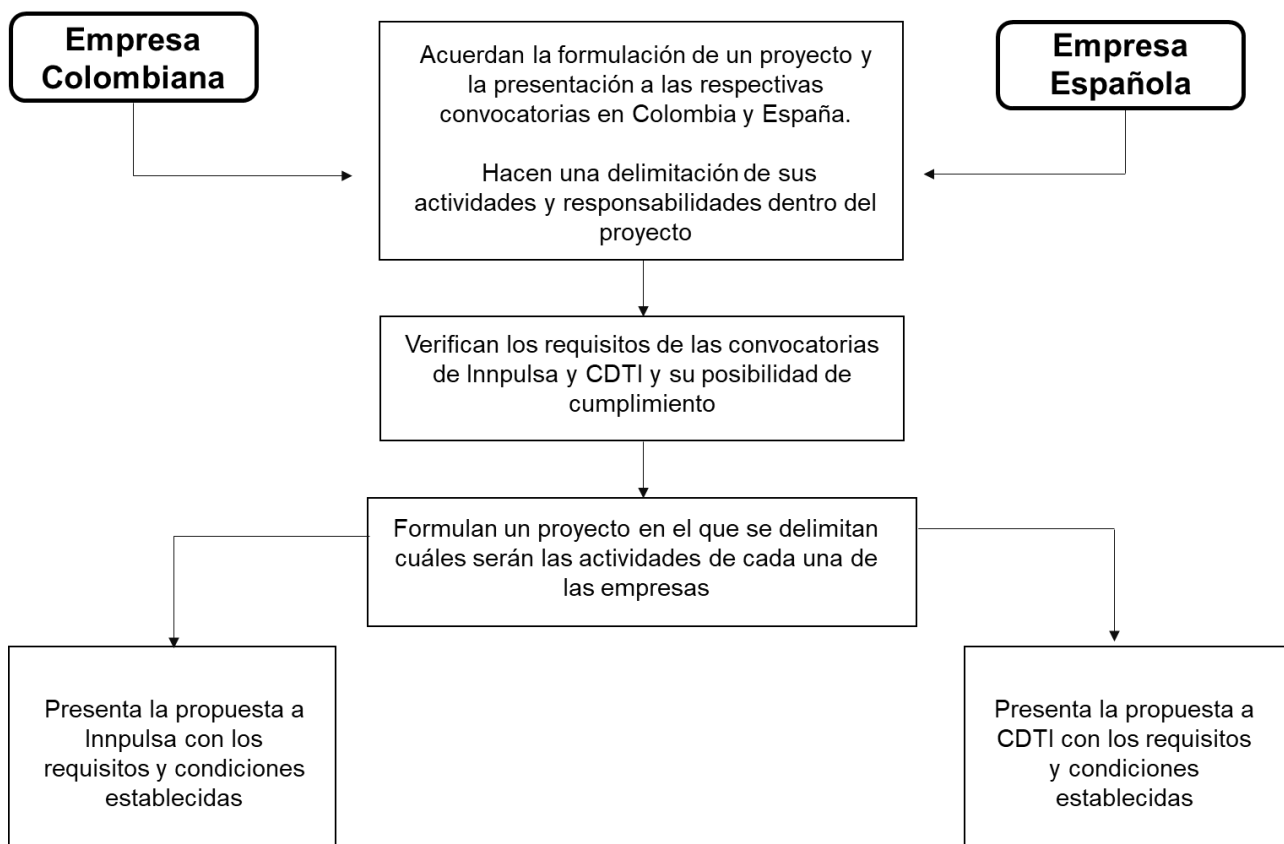 Empresa
Colombiana
Acuerdan la formulación de un proyecto y
la presentación a las respectivas
convocatorias en Colombia y España.
Hacen una delimitación de sus
actividades y responsabilidades dentro del
proyecto
Empresa
Española
Verifican los requisitos de las convocatorias
de Innpulsa y CDTI y su posibilidad de
cumplimiento
Formulan un proyecto en el que se delimitan
cuáles serán las actividades de cada una de
las empresas
Presenta la propuesta a
Innpulsa con los
requisitos y condiciones
establecidas
Presenta la propuesta a
CDTI con los requisitos
y condiciones
establecidas